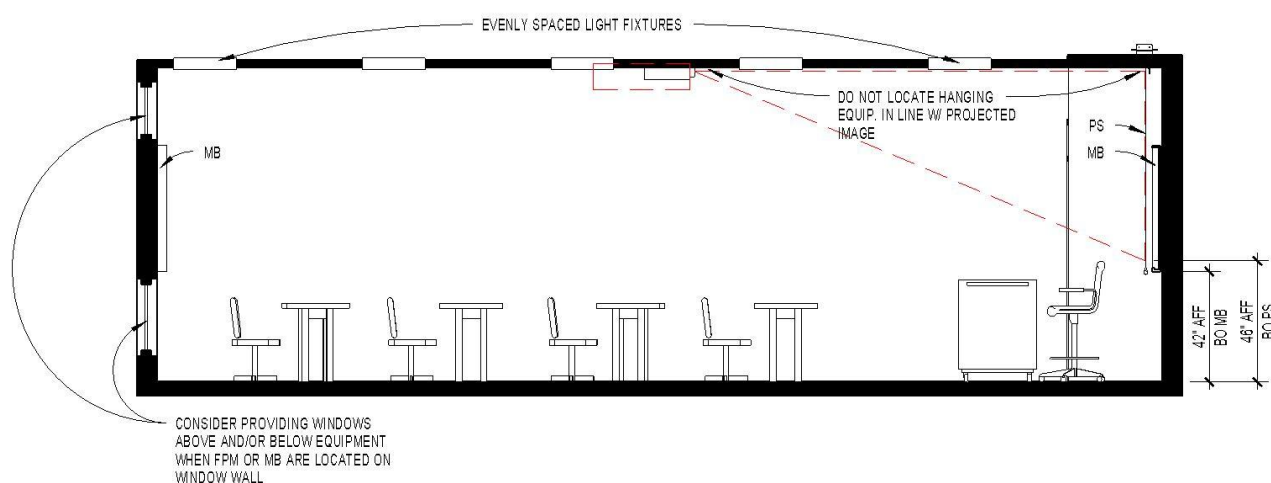 EVENLY SPACED LIGHT FIXTURES
DO NOT LOCATE HANGING
EQUIP. IN LINE W/ PROJECTED
IMAGE
PS
MB
MB
42" AFF
BO MB
46" AFF
BO PS
CONSIDER PROVIDING WINDOWS
ABOVE AND/OR BELOW EQUIPMENT
WHEN FPM OR MB ARE LOCATED ON
WINDOW WALL